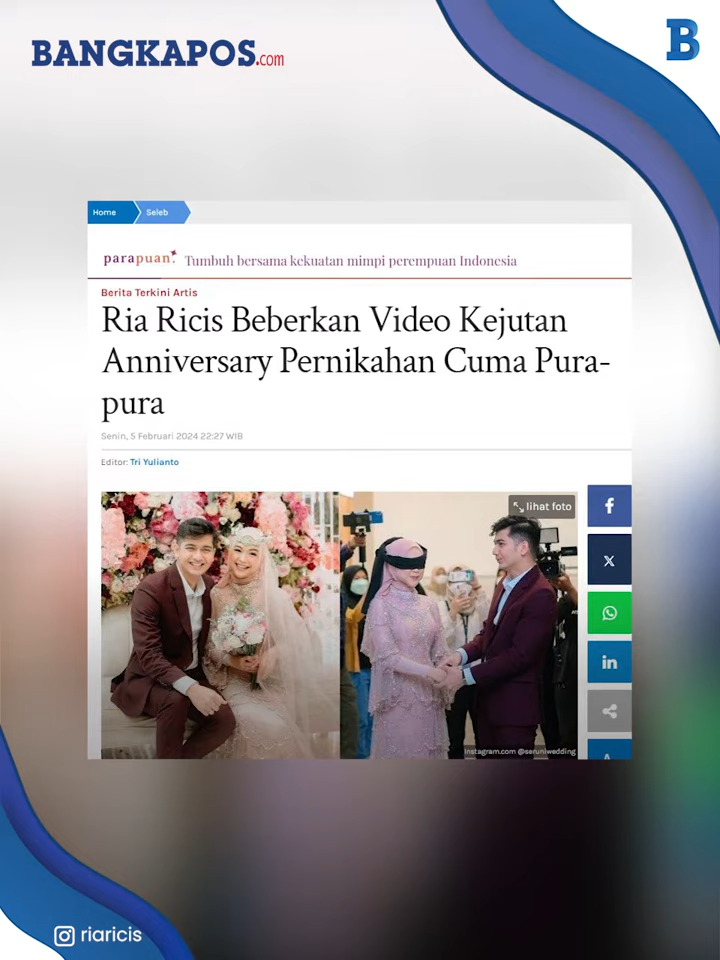 BANGKAPOS.com
B
Home
Seleb
parapuan. Tumbuh bersama kekuatan mimpi perempuan Indonesia
Berita Terkini Artis
Ria Ricis Beberkan Video Kejutan
Anniversary Pernikahan Cuma Pura-
pura
Senin, 5 Februari 2024 22:27 WIB
Editor: Tri Yulianto
lihat foto
Instagram.com @seruniwedding
riaricis